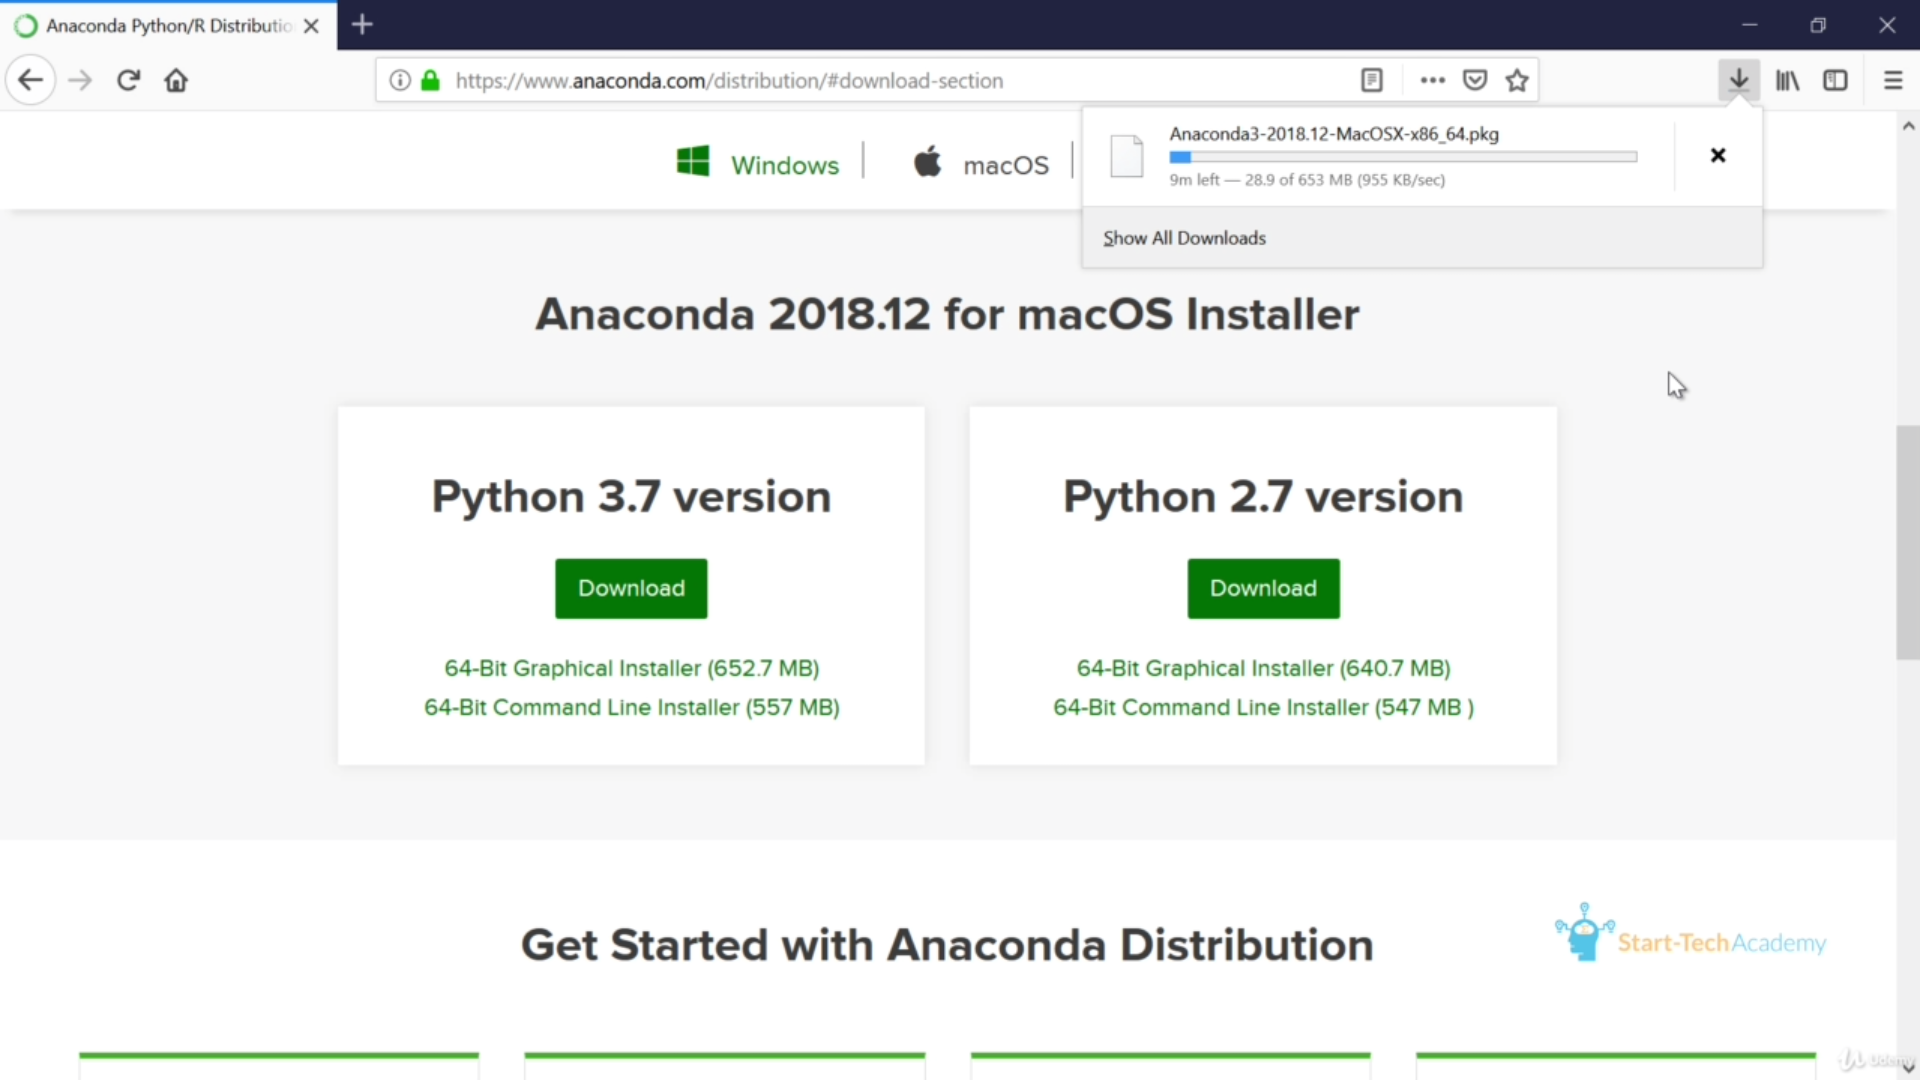 Anaconda Python/R Distributio
https://www.anaconda.com/distribution/#download-section
Anaconda3-2018.12-MacOSX-x86_64.pkg
9m left — 28.9 of 653 MB (955 KB/sec)
Show All Downloads
Windows
macOS
Anaconda 2018.12 for macOS Installer
Python 3.7 version
Download
64-Bit Graphical Installer (652.7 MB)
64-Bit Command Line Installer (557 MB)
Python 2.7 version
Download
64-Bit Graphical Installer (640.7 MB)
64-Bit Command Line Installer (547 MB )
Get Started with Anaconda Distribution
Start-TechAcademy
Udemy